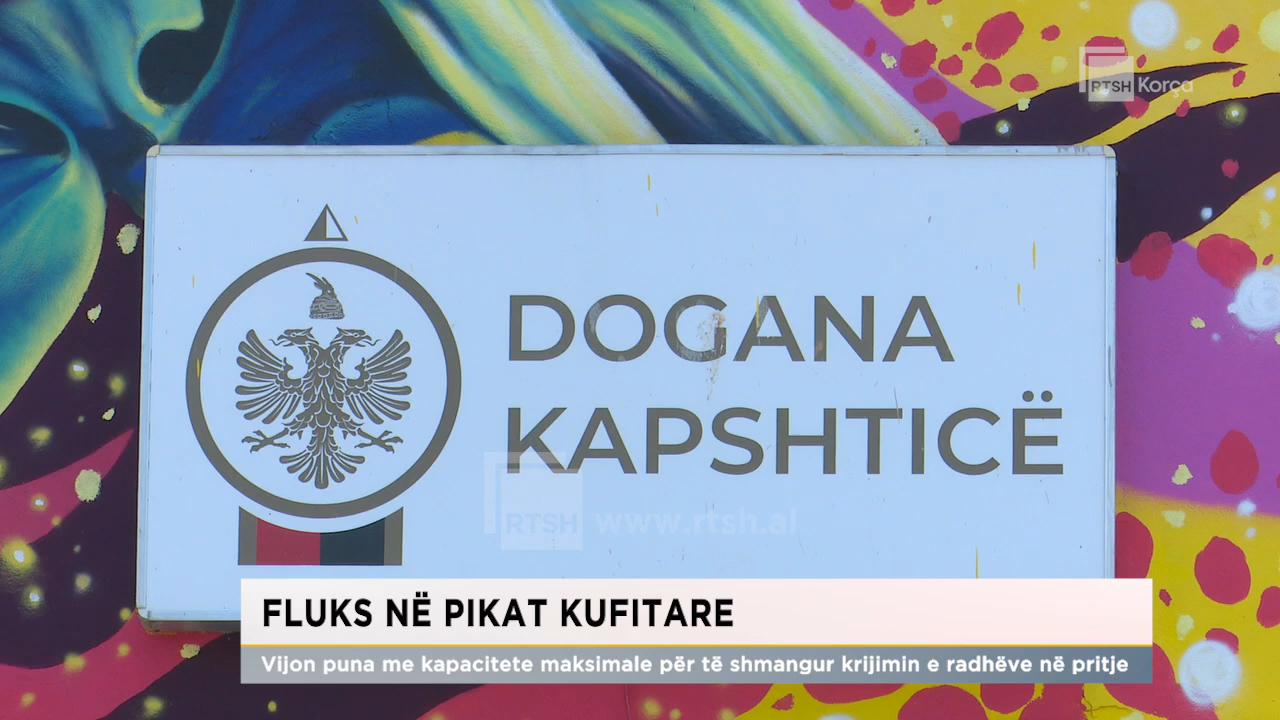 RTSH Korça
DOGANA
KAPSHTICË
RTSH www.rtsh.al
FLUKS NË PIKAT KUFITARE
Vijon puna me kapacitete maksimale për të shmangur krijimin e radhëve në pritje